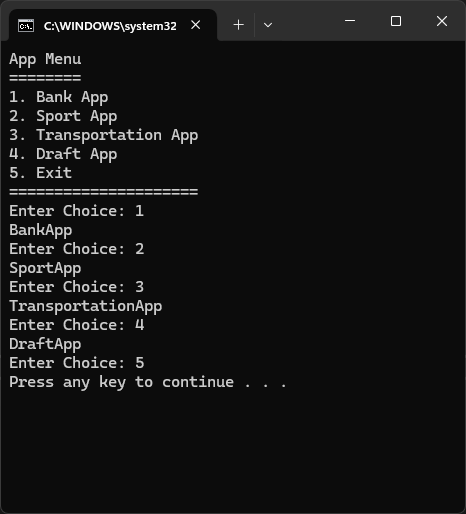 C:\WINDOWS\system32
App Menu
========
1. Bank App
2. Sport App
3. Transportation App
4. Draft App
5. Exit
=====================
Enter Choice: 1
BankApp
Enter Choice: 2
SportApp
Enter Choice: 3
TransportationApp
Enter Choice: 4
DraftApp
Enter Choice: 5
Press any key to continue . . .